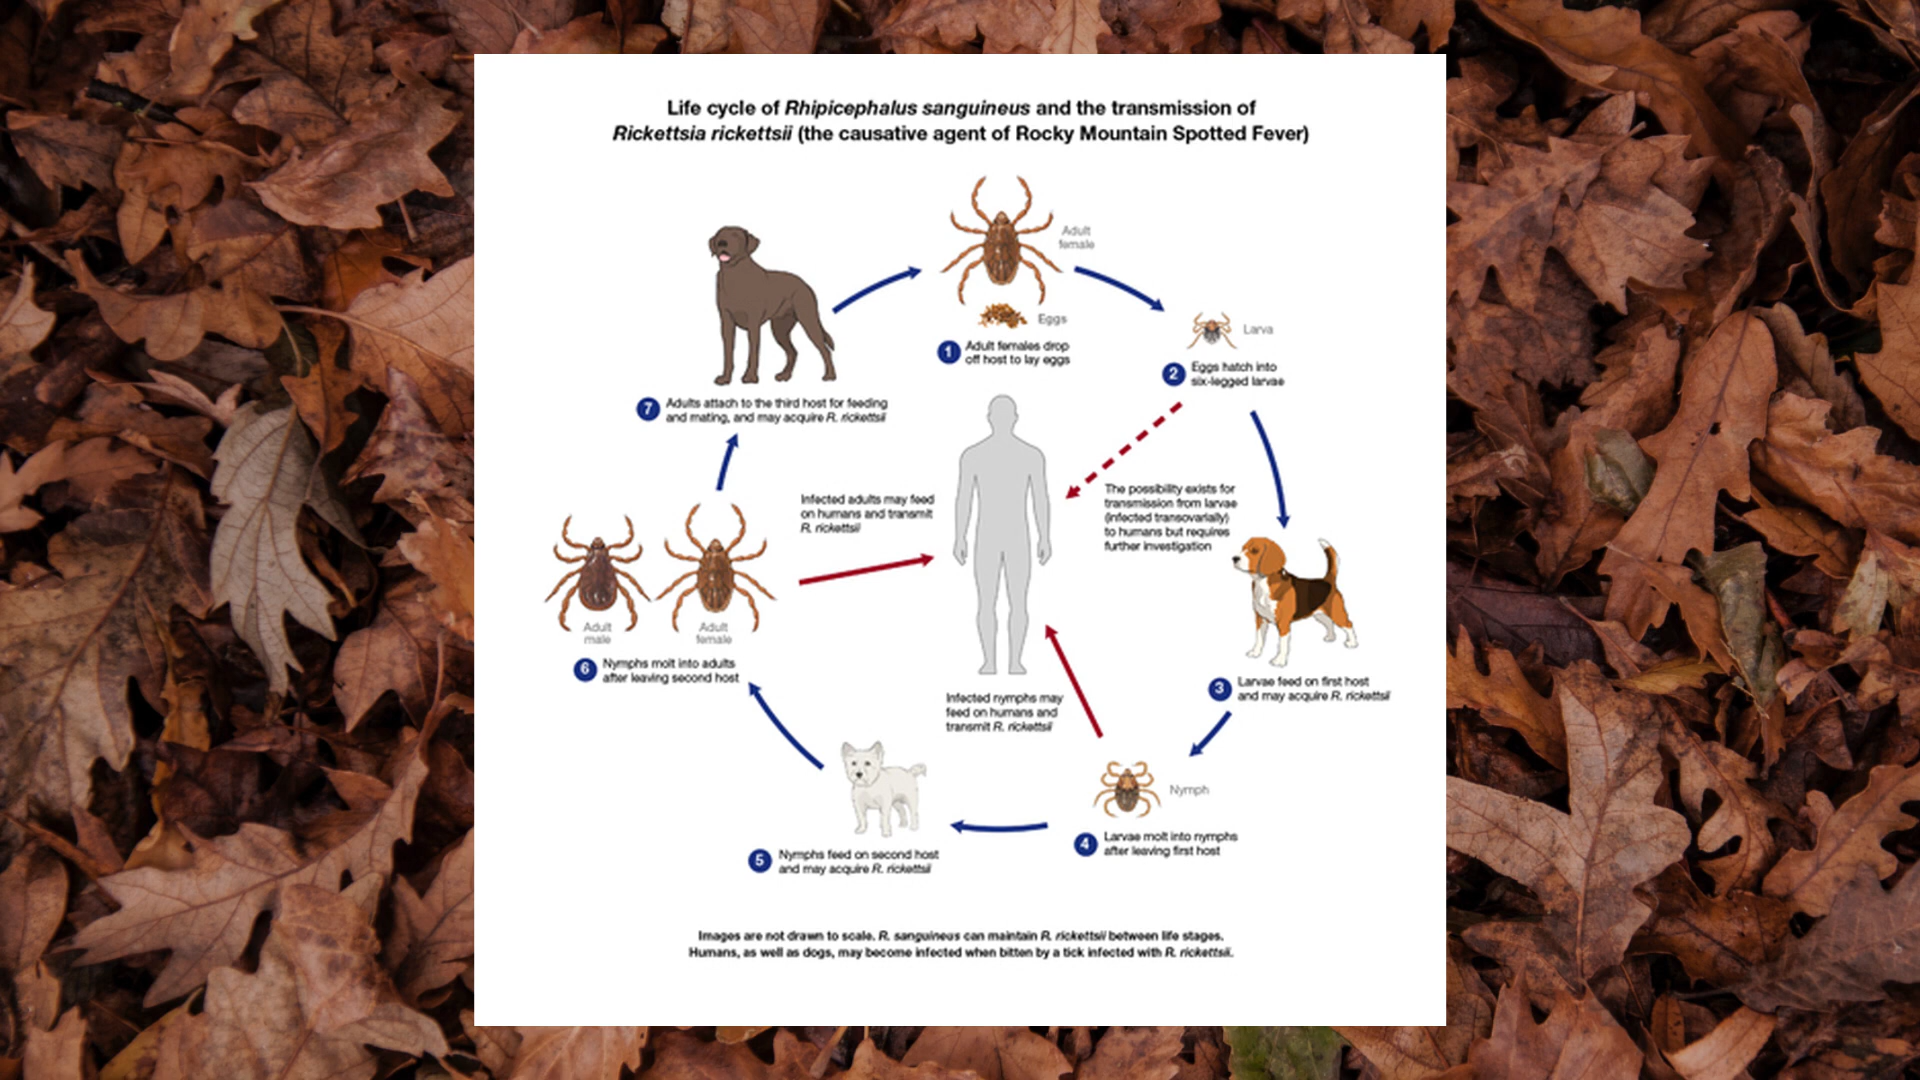 Life cycle of Rhipicephalus sanguineus and the transmission of
Rickettsia rickettsii (the causative agent of Rocky Mountain Spotted Fever)
Adult
female
Eggs
1 Adult females drop
off host to lay eggs
Larva
2 Eggs hatch into
six-legged larvae
The possibility exists for
transmission from larvae
(infected transovarially)
to humans but requires
further investigation
3 Larvae feed on first host
and may acquire R. rickettsii
Nymph
4 Larvae molt into nymphs
after leaving first host
Infected nymphs may
feed on humans and
transmit R. rickettsii
5 Nymphs feed on second host
and may acquire R. rickettsii
Adult
male
Adult
female
6 Nymphs molt into adults
after leaving second host
Infected adults may feed
on humans and transmit
R. rickettsii
7 Adults attach to the third host for feeding
and mating, and may acquire R. rickettsii
Images are not drawn to scale. R. sanguineus can maintain R. rickettsii between life stages.
Humans, as well as dogs, may become infected when bitten by a tick infected with R. rickettsii.